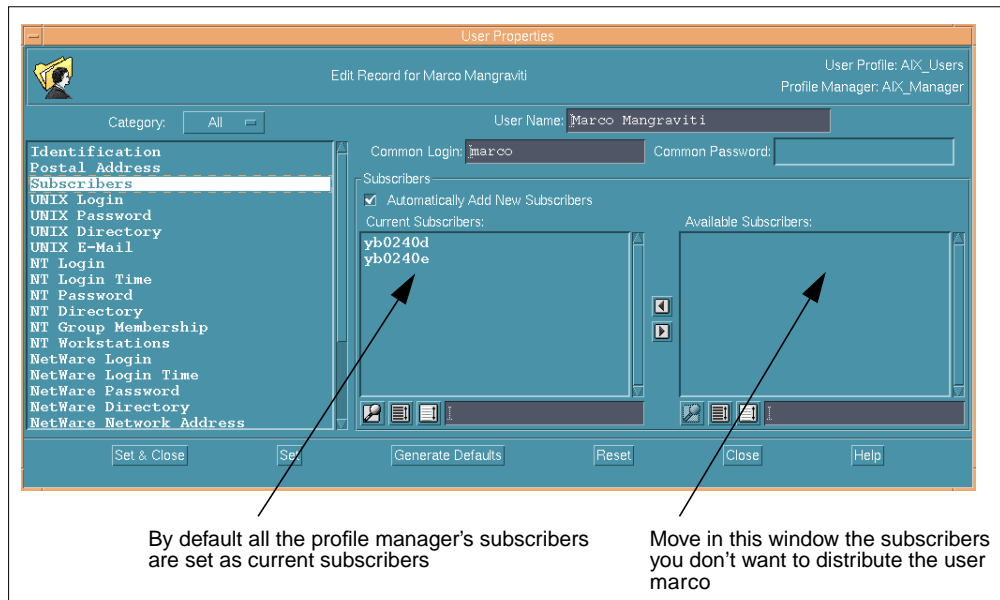 User Properties
Edit Record for Marco Mangraviti
User Profile: AIX_Users
Profile Manager: AIX_Manager
Category: All
User Name: Marco Mangraviti
Identification
Postal Address
Subscribers
UNIX Login
UNIX Password
UNIX Directory
UNIX E-Mail
NT Login
NT Login Time
NT Password
NT Directory
NT Group Membership
NT Workstations
NetWare Login
NetWare Login Time
NetWare Password
NetWare Directory
NetWare Network Address
Common Login: marco
Common Password:
Subscribers
Automatically Add New Subscribers
Current Subscribers:
yb0240d
yb0240e
Available Subscribers:
Set & Close
Set
Generate Defaults
Reset
Close
Help
By default all the profile manager's subscribers
are set as current subscribers
Move in this window the subscribers
you don't want to distribute the user
marco